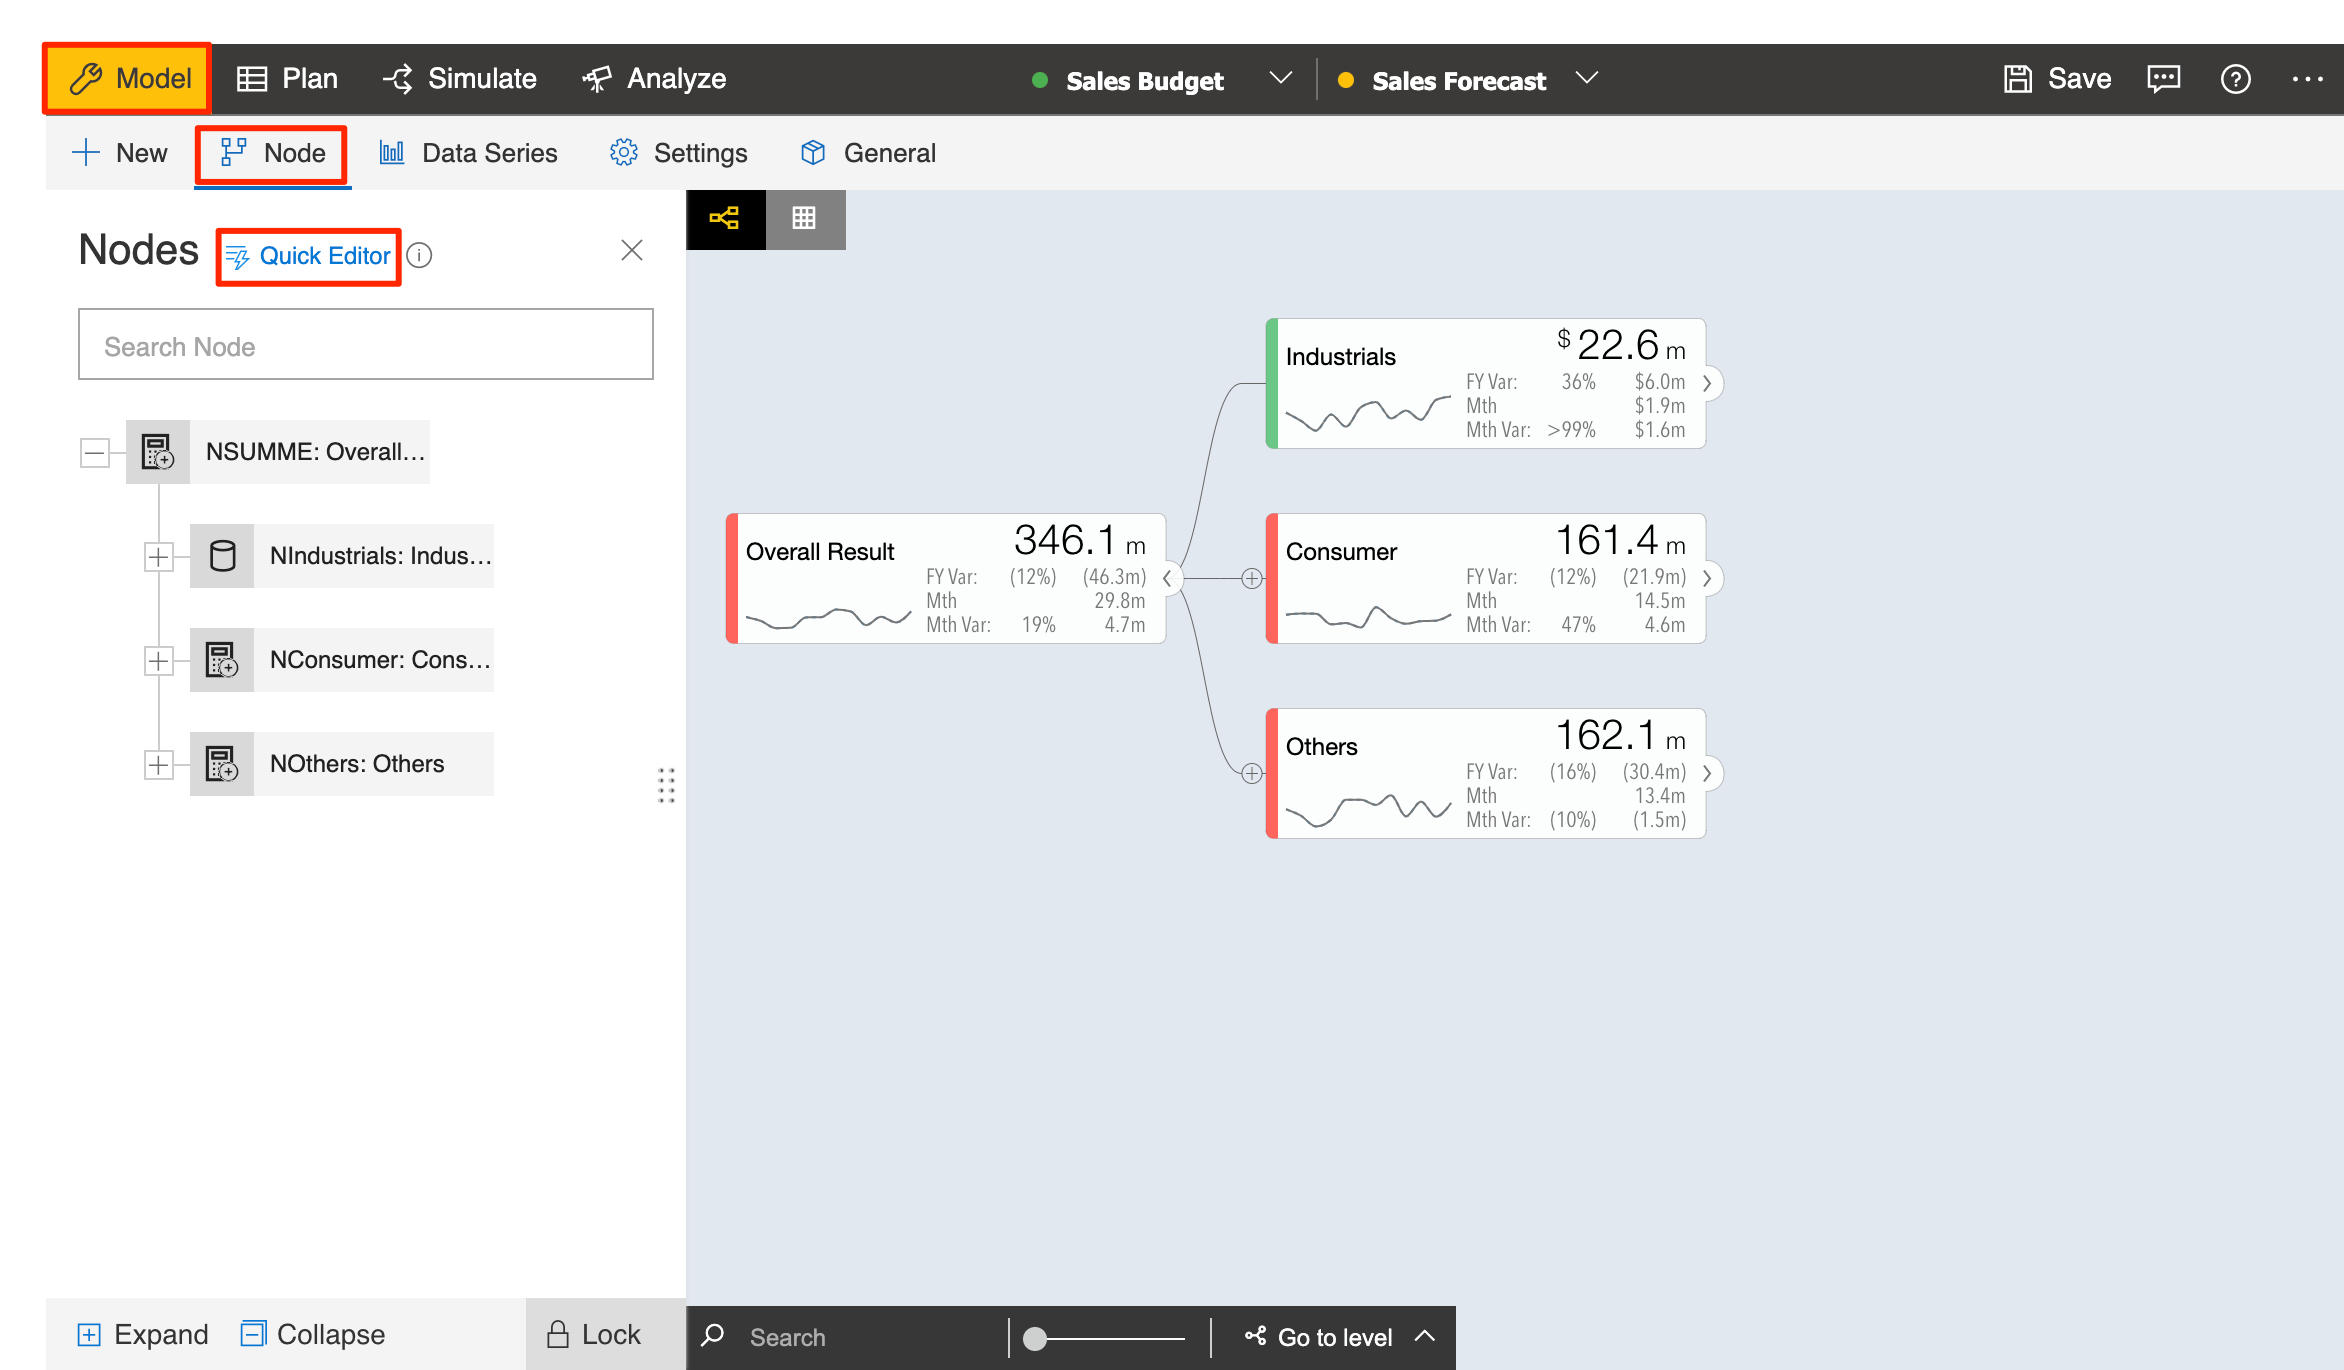 Model
Plan
Simulate
Analyze
Sales Budget
Sales Forecast
Save
New
Node
Data Series
Settings
General
Nodes
Quick Editor
Search Node
NSUMME: Overall...
NIndustrials: Indus...
NConsumer: Cons...
NOthers: Others
Expand
Collapse
Lock
Overall Result
346.1 m
FY Var: (12%) (46.3m)
Mth 29.8m
Mth Var: 19% 4.7m
Industrials
$ 22.6 m
FY Var: 36% $6.0m
Mth $1.9m
Mth Var: >99% $1.6m
Consumer
161.4 m
FY Var: (12%) (21.9m)
Mth 14.5m
Mth Var: 47% 4.6m
Others
162.1 m
FY Var: (16%) (30.4m)
Mth 13.4m
Mth Var: (10%) (1.5m)
Search
Go to level